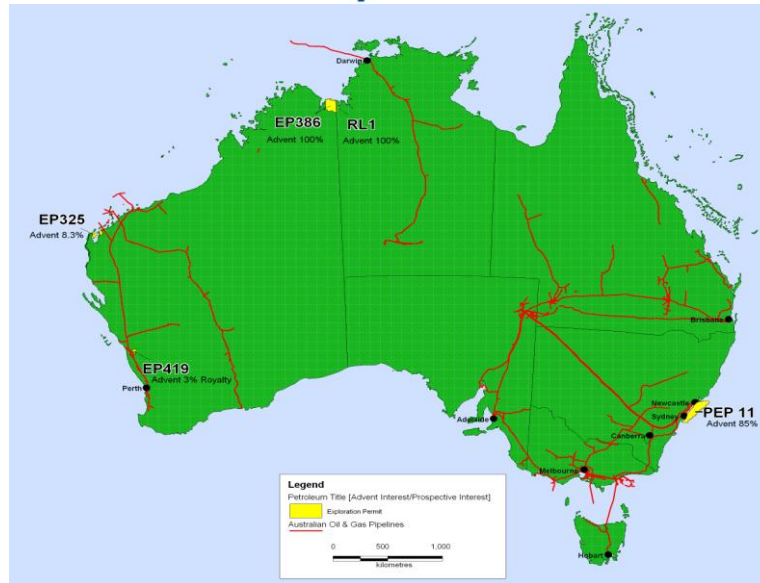 Darwin
EP386
RL1
Advent 100%
Advent 100%
EP325
Advent 8.3%
Brisbane
EP419
Advent 3% Royalty
Perth
Newcastle
PEP 11
Sydney
Advent 85%
Adelaide
Canberra
Melbourne
Legend
Petroleum Title [Advent Interest/Prospective Interest]
Exploration Permit
Australian Oil & Gas Pipelines
0 500 1,000
kilometres
Hobart